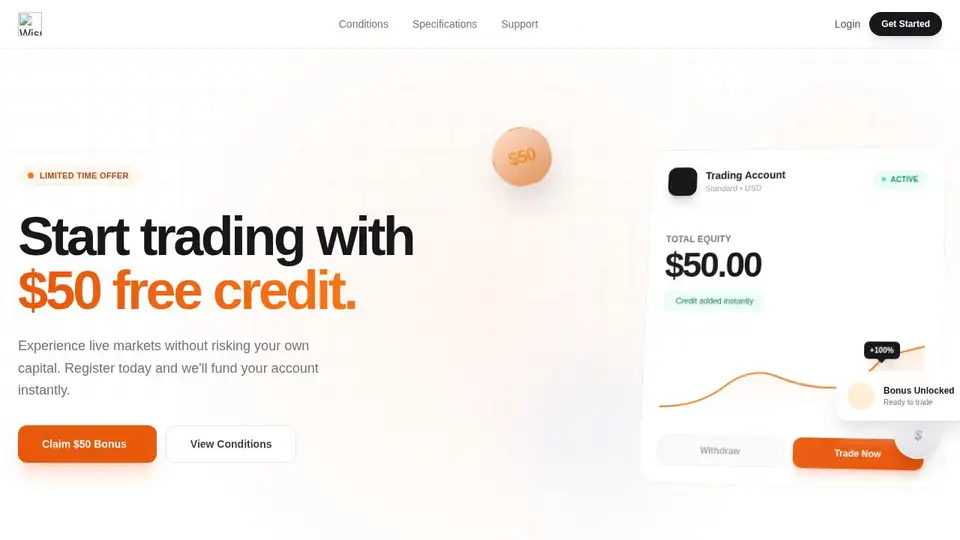 Conditions
Specifications
Support
Login
Get Started
LIMITED TIME OFFER
Start trading with
$50 free credit.
Experience live markets without risking your own
capital. Register today and we'll fund your account
instantly.
Claim $50 Bonus
View Conditions
$50
Trading Account
Standard • USD
ACTIVE
TOTAL EQUITY
$50.00
Credit added instantly
+100%
Bonus Unlocked
Ready to trade
$
Withdraw
Trade Now